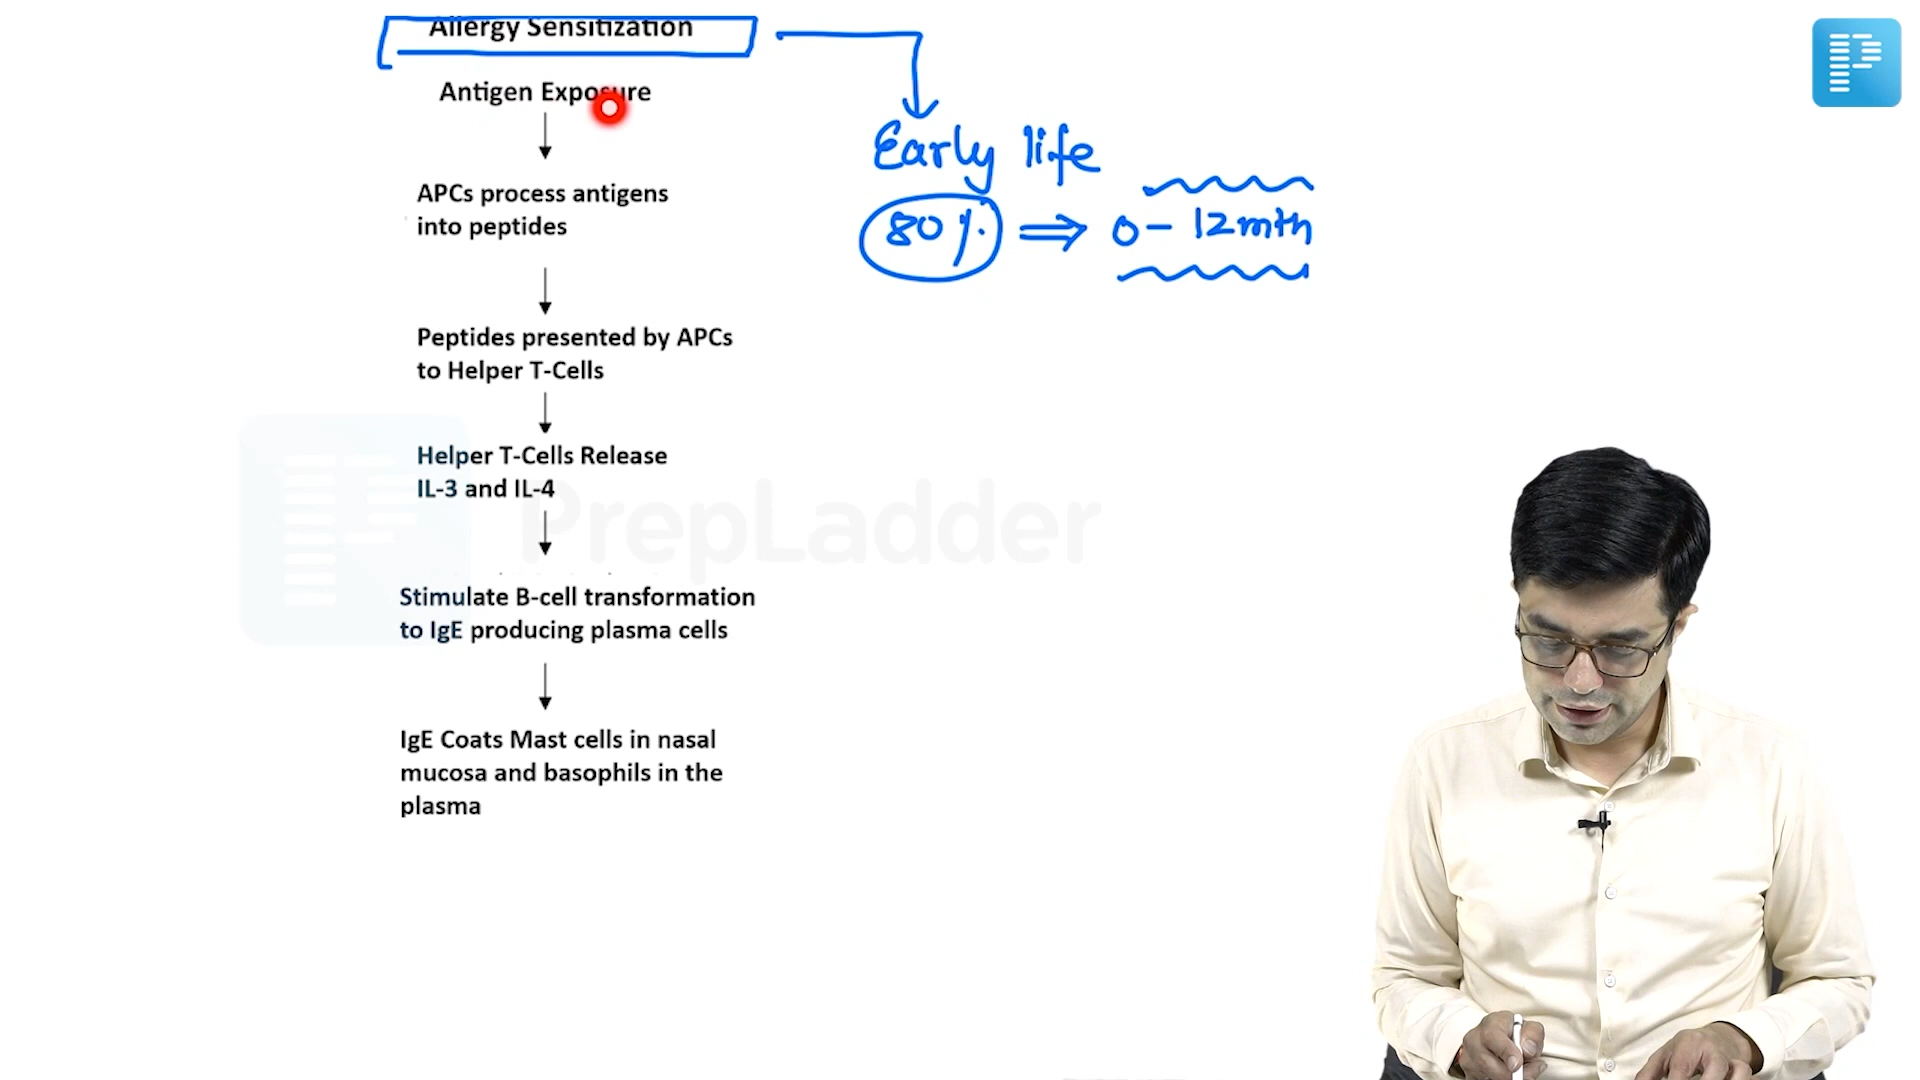 Allergy Sensitization
Antigen Exposure
Early life
80% ⇒ 0 - 12mth
APCs process antigens
into peptides
Peptides presented by APCs
to Helper T-Cells
Helper T-Cells Release
IL-3 and IL-4
PrepLadder
Stimulate B-cell transformation
to IgE producing plasma cells
IgE Coats Mast cells in nasal
mucosa and basophils in the
plasma